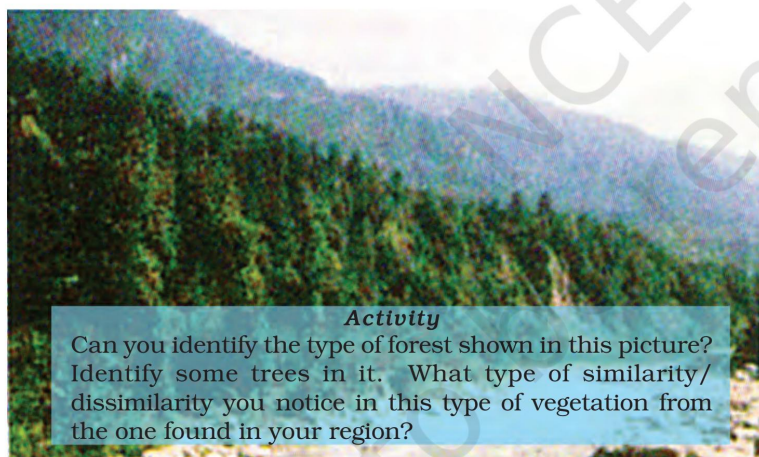 Activity
Can you identify the type of forest shown in this picture?
Identify some trees in it. What type of similarity/
dissimilarity you notice in this type of vegetation from
the one found in your region?